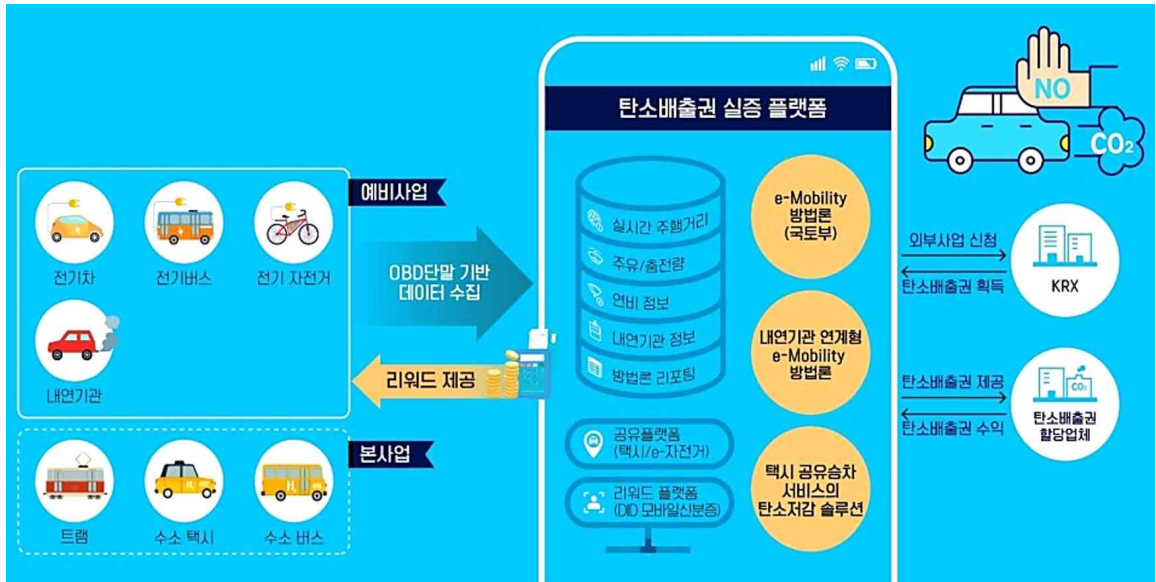 탄소배출권 실증 플랫폼
NO
CO₂
예비사업
전기차
전기버스
전기 자전거
내연기관
OBD단말 기반
데이터 수집
리워드 제공
본사업
트램
H₂
수소 택시
H₂
수소 버스
실시간 주행거리
주유/충전량
연비 정보
내연기관 정보
방법론 리포팅
공유플랫폼
(택시/e-자전거)
리워드 플랫폼
(DID 모바일신분증)
e-Mobility
방법론
(국토부)
내연기관 연계형
e-Mobility
방법론
택시 공유승차
서비스의
탄소저감 솔루션
외부사업 신청
탄소배출권 획득
KRX
탄소배출권 제공
탄소배출권 수익
CO₂
탄소배출권
할당업체